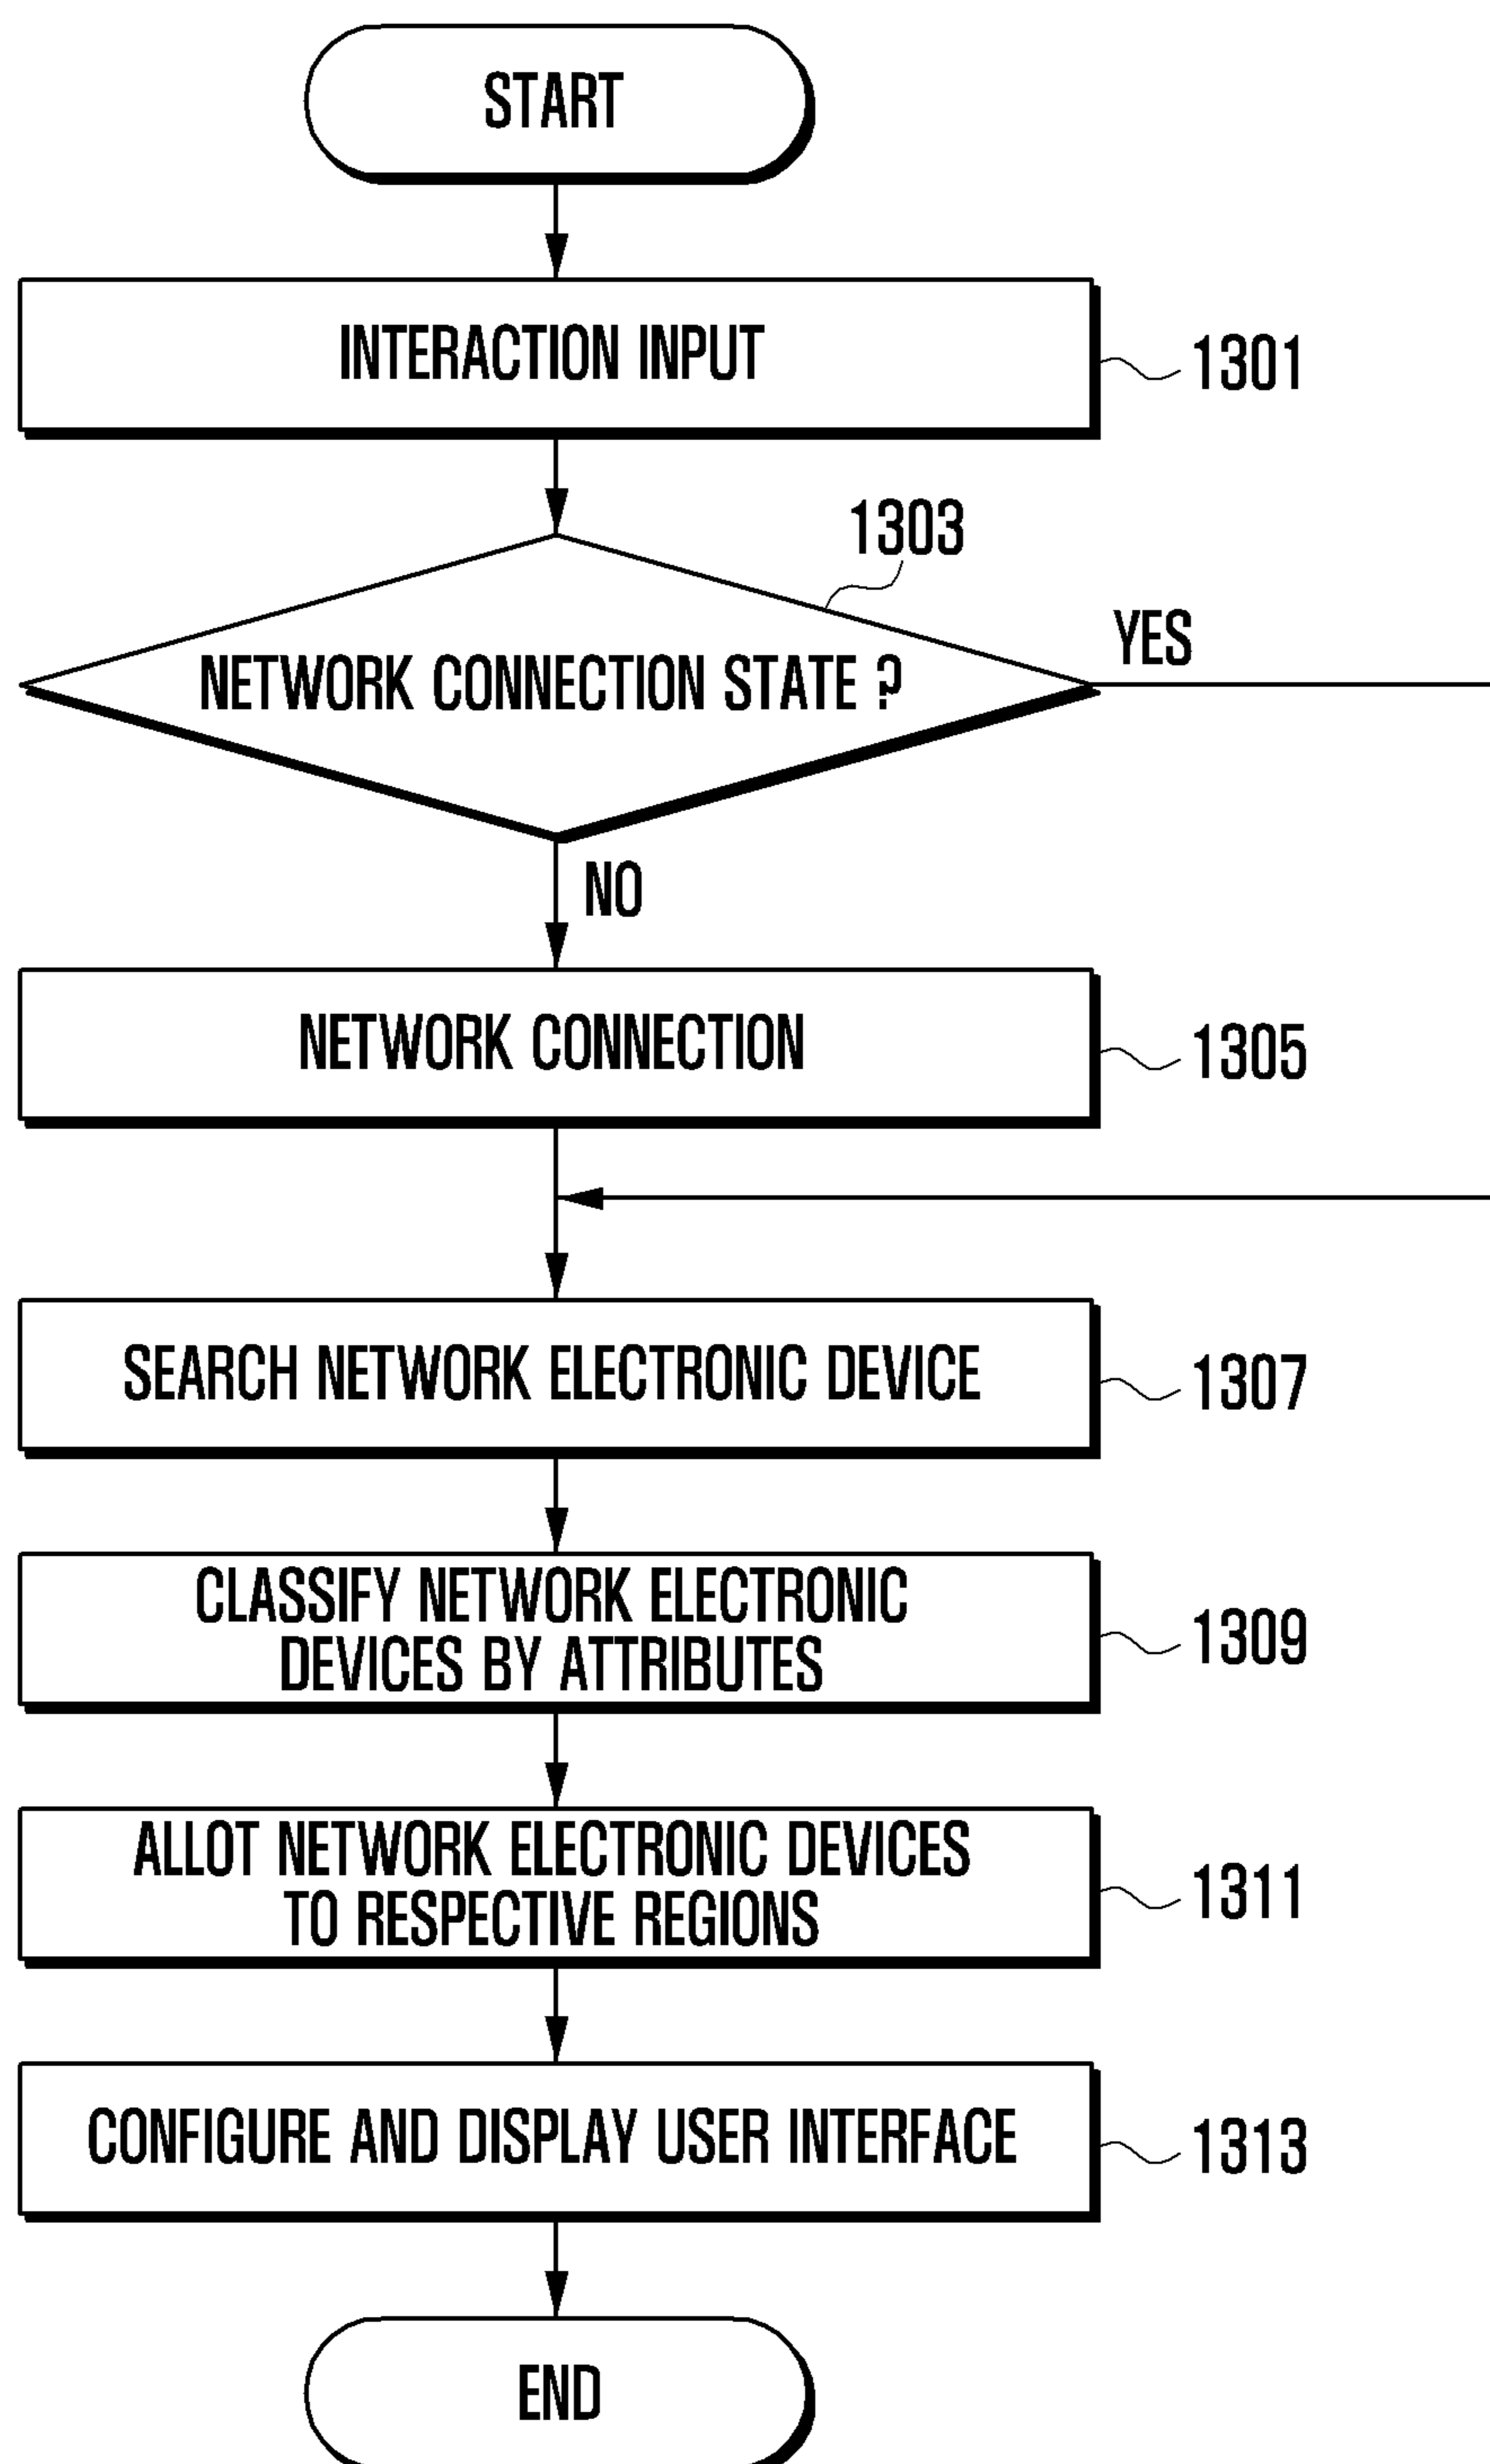 START
INTERACTION INPUT
1301
1303
NETWORK CONNECTION STATE ?
YES
NO
NETWORK CONNECTION
1305
SEARCH NETWORK ELECTRONIC DEVICE
1307
CLASSIFY NETWORK ELECTRONIC
DEVICES BY ATTRIBUTES
1309
ALLOT NETWORK ELECTRONIC DEVICES
TO RESPECTIVE REGIONS
1311
CONFIGURE AND DISPLAY USER INTERFACE
1313
END